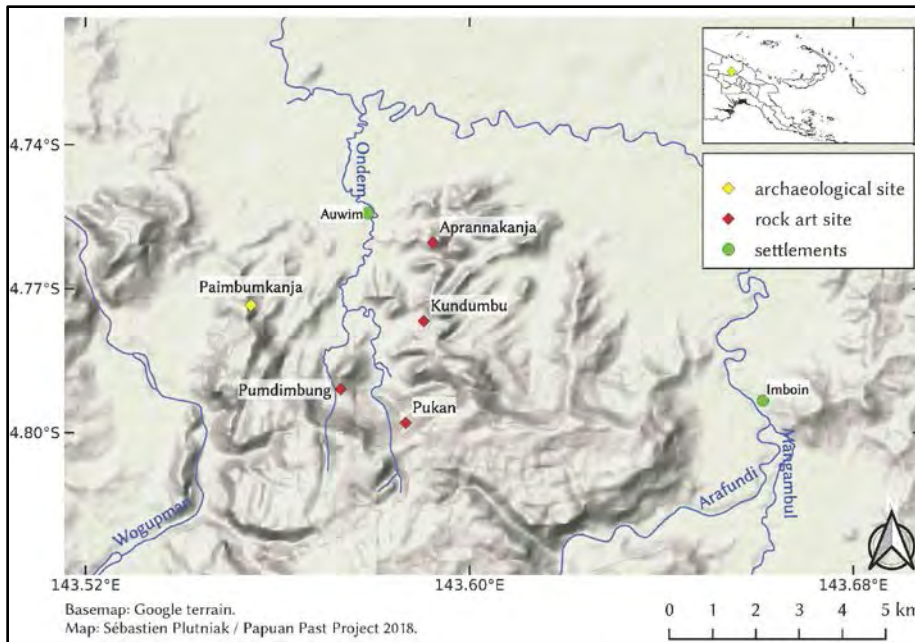 4.74°S
4.77°S
4.80°S
Ondem
Auwim
Aprannakanja
Paimbumkanja
Kundumbu
Pumdimbung
Pukan
Imboin
Wogupmar
Arafundi
Mângambul
archaeological site
rock art site
settlements
143.52°E
143.60°E
143.68°E
Basemap: Google terrain.
Map: Sébastien Plutniak / Papuan Past Project 2018.
0 1 2 3 4 5 km